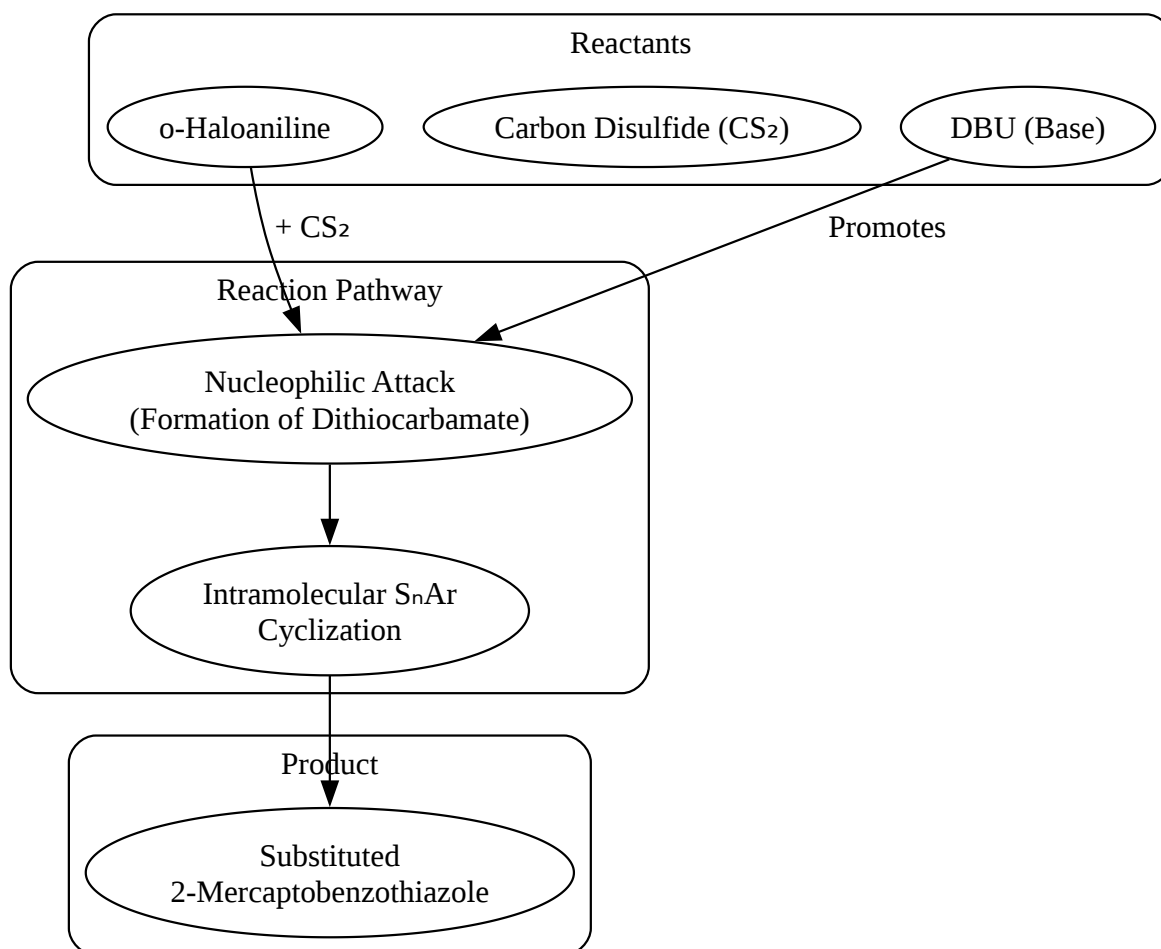 Reactants
o-Haloaniline
Carbon Disulfide (CS₂)
DBU (Base)
+ CS₂
Promotes
Reaction Pathway
Nucleophilic Attack
(Formation of Dithiocarbamate)
Intramolecular SₙAr
Cyclization
Product
Substituted
2-Mercaptobenzothiazole